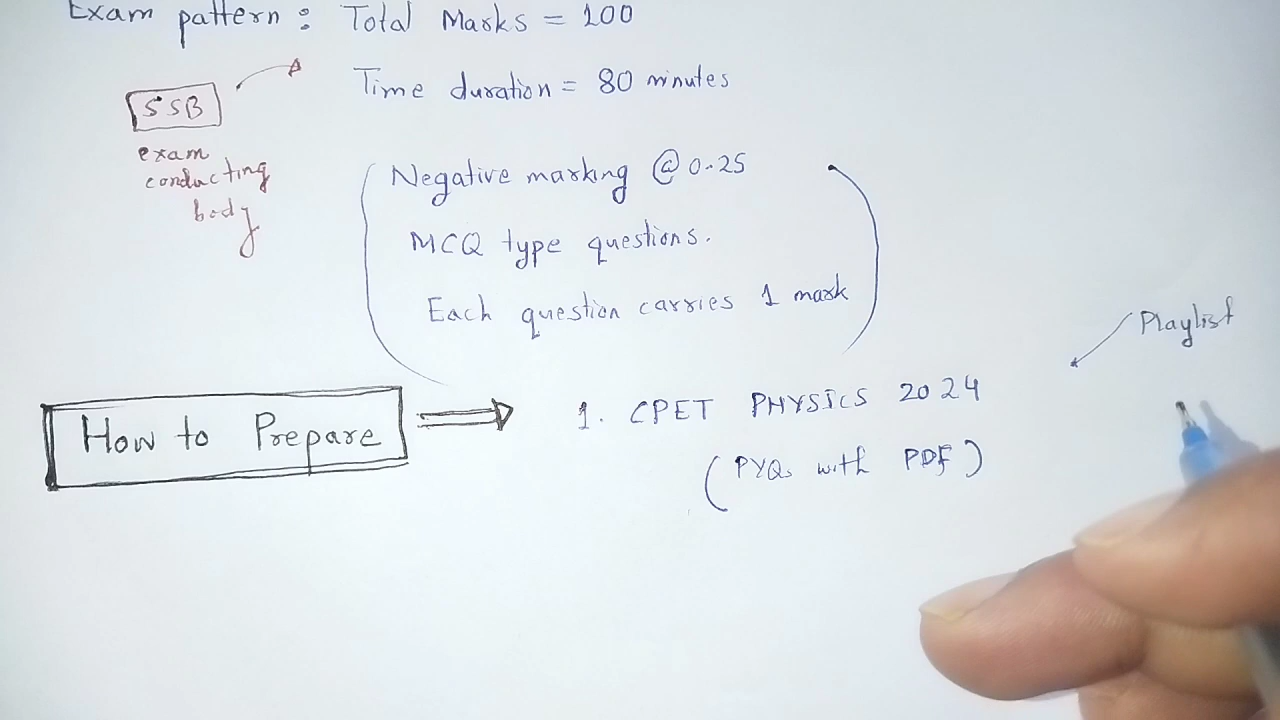 Exam pattern : Total Marks = 100
Time duration = 80 minutes
SSB
exam
conducting
body
Negative marking @ 0.25
MCQ type questions.
Each question carries 1 mark
Playlist
How to Prepare
1. CPET PHYSICS 2024
(PYQs with PDF)